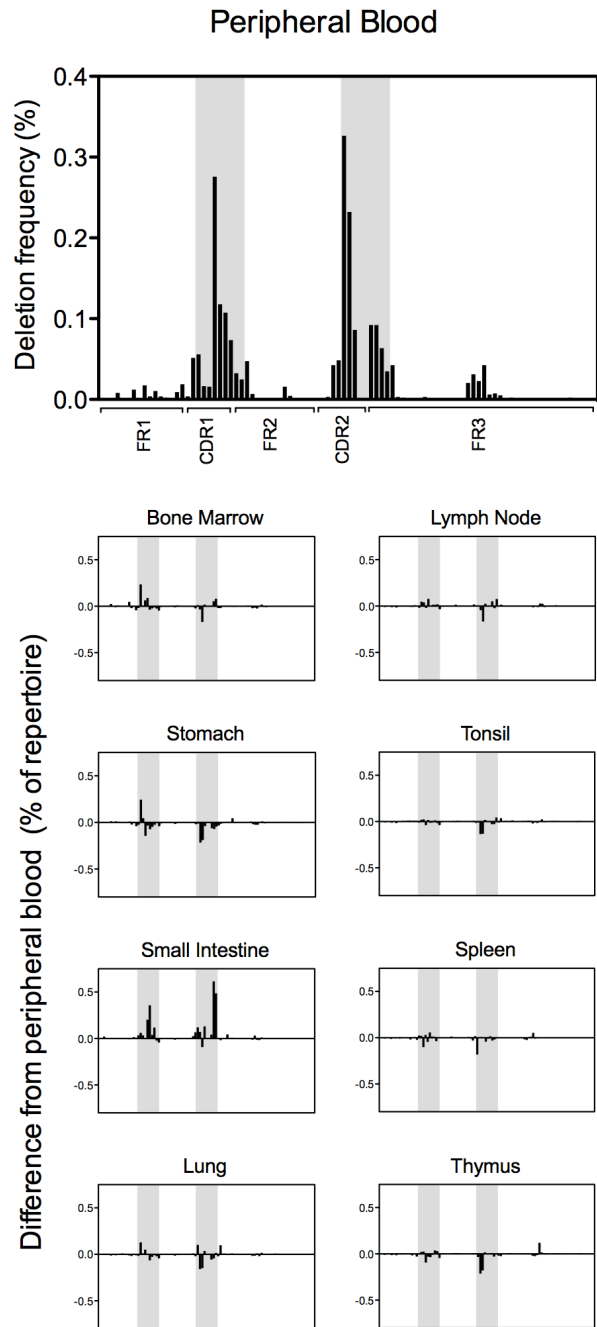 Peripheral Blood
Deletion frequency (%)
0.4
0.3
0.2
0.1
0.0
FR1
CDR1
FR2
CDR2
FR3
Difference from peripheral blood (% of repertoire)
Bone Marrow
0.5
0.0
-0.5
Lymph Node
0.5
0.0
-0.5
Stomach
0.5
0.0
-0.5
Tonsil
0.5
0.0
-0.5
Small Intestine
0.5
0.0
-0.5
Spleen
0.5
0.0
-0.5
Lung
0.5
0.0
-0.5
Thymus
0.5
0.0
-0.5